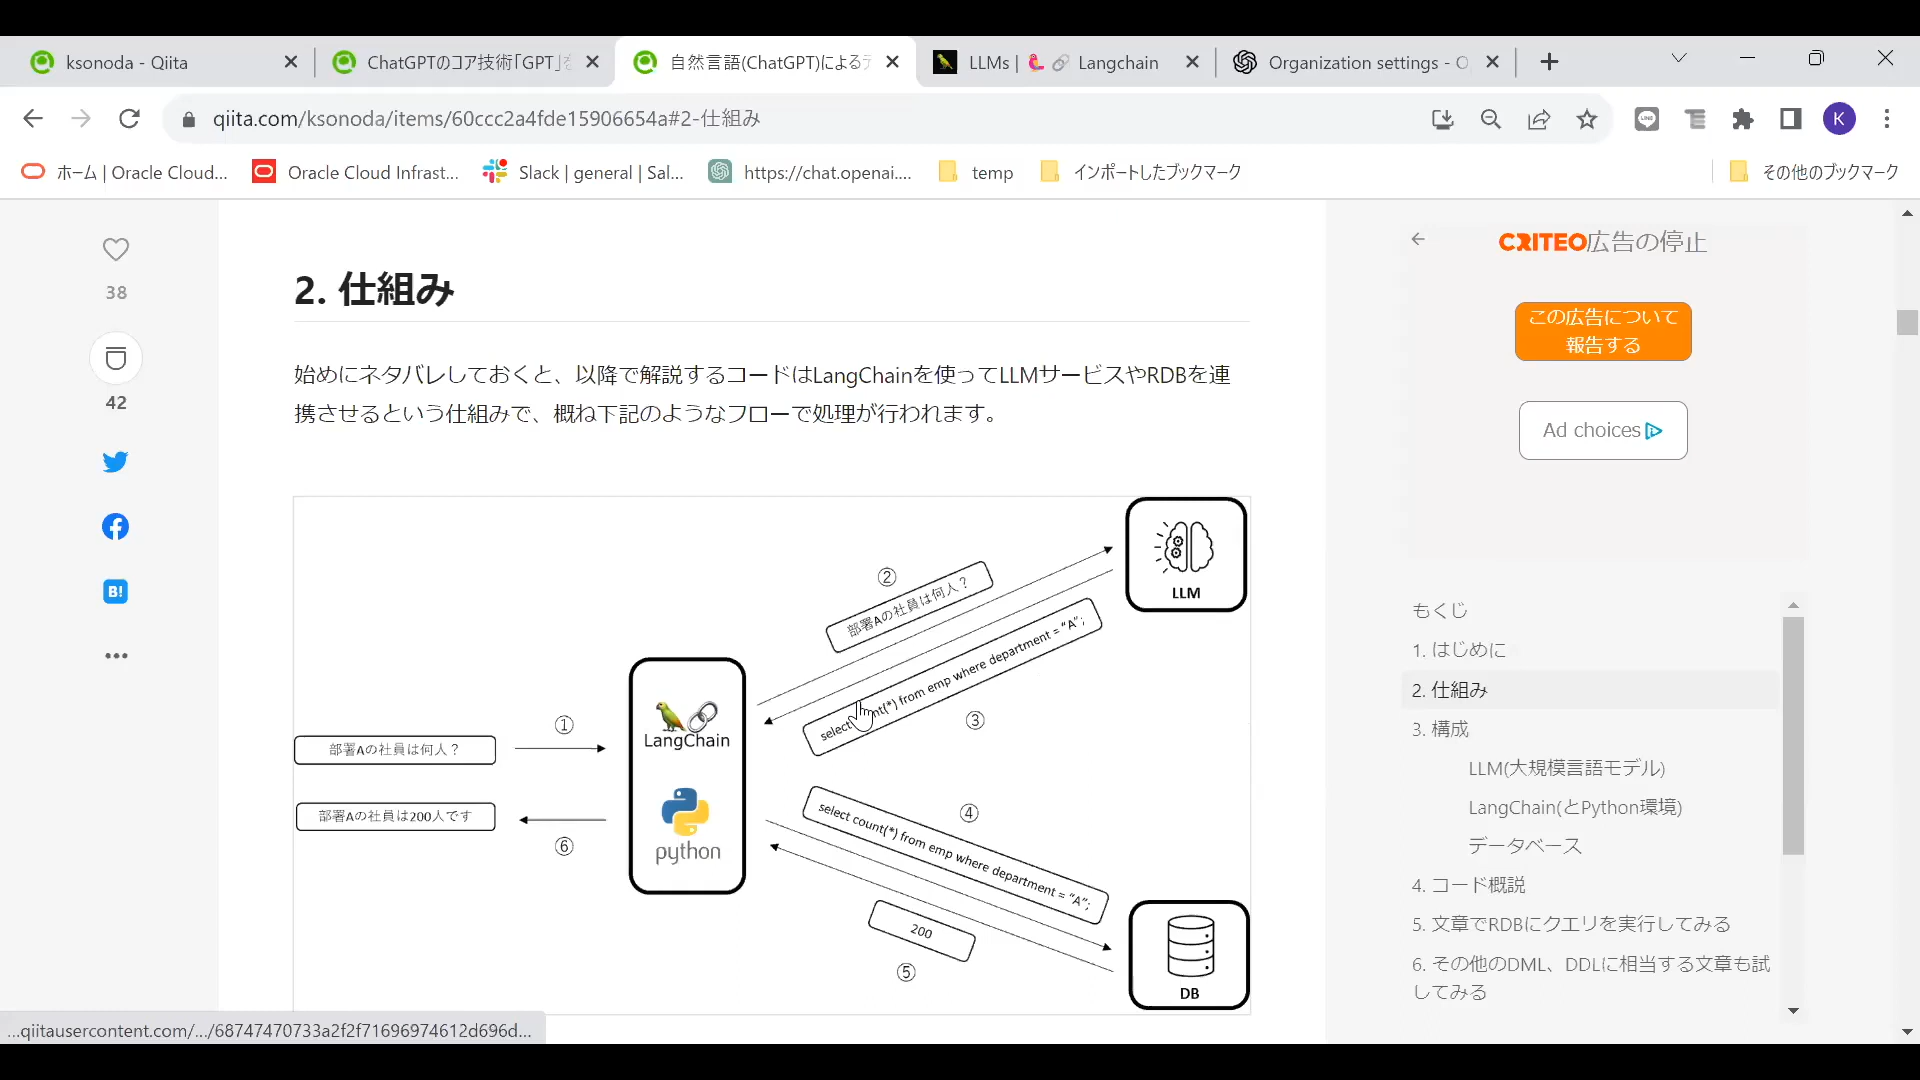 ksonoda - Qiita
ChatGPTのコア技術「GPT」を
自然言語(ChatGPT)によるデ
LLMs | Langchain
Organization settings - O
qiita.com/ksonoda/items/60ccc2a4fde15906654a#2-仕組み
K
ホーム | Oracle Cloud...
Oracle Cloud Infrast...
Slack | general | Sal...
https://chat.openai....
temp
インポートしたブックマーク
その他のブックマーク
38
42
B!
2. 仕組み
始めにネタバレしておくと、以降で解説するコードはLangChainを使ってLLMサービスやRDBを連
携させるという仕組みで、概ね下記のようなフローで処理が行われます。
②
部署Aの社員は何人？
LLM
select count(*) from emp where department = “A”;
③
①
部署Aの社員は何人？
LangChain
部署Aの社員は200人です
⑥
python
④
select count(*) from emp where department = “A”;
200
⑤
DB
CRITEO広告の停止
この広告について
報告する
Ad choices
もくじ
1. はじめに
2. 仕組み
3. 構成
LLM(大規模言語モデル)
LangChain(とPython環境)
データベース
4. コード概説
5. 文章でRDBにクエリを実行してみる
6. その他のDML、DDLに相当する文章も試
してみる
...qiitausercontent.com/.../68747470733a2f2f71696974612d696d...